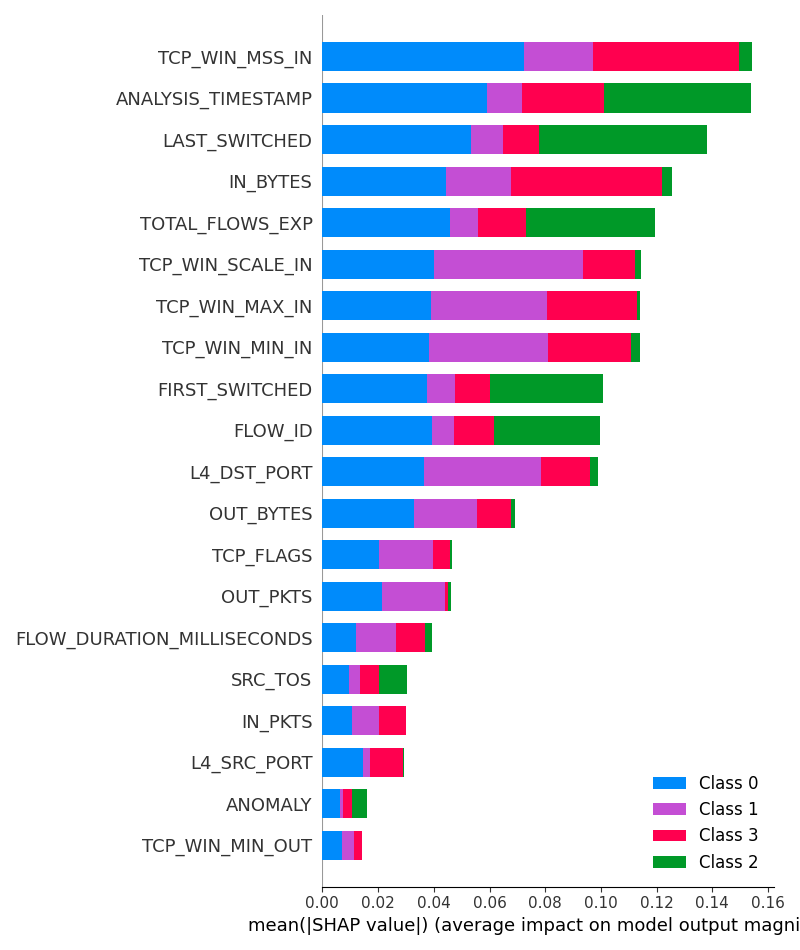 TCP_WIN_MSS_IN
ANALYSIS_TIMESTAMP
LAST_SWITCHED
IN_BYTES
TOTAL_FLOWS_EXP
TCP_WIN_SCALE_IN
TCP_WIN_MAX_IN
TCP_WIN_MIN_IN
FIRST_SWITCHED
FLOW_ID
L4_DST_PORT
OUT_BYTES
TCP_FLAGS
OUT_PKTS
FLOW_DURATION_MILLISECONDS
SRC_TOS
IN_PKTS
L4_SRC_PORT
ANOMALY
TCP_WIN_MIN_OUT
Class 0
Class 1
Class 3
Class 2
0.00 0.02 0.04 0.06 0.08 0.10 0.12 0.14 0.16
mean(|SHAP value|) (average impact on model output magni